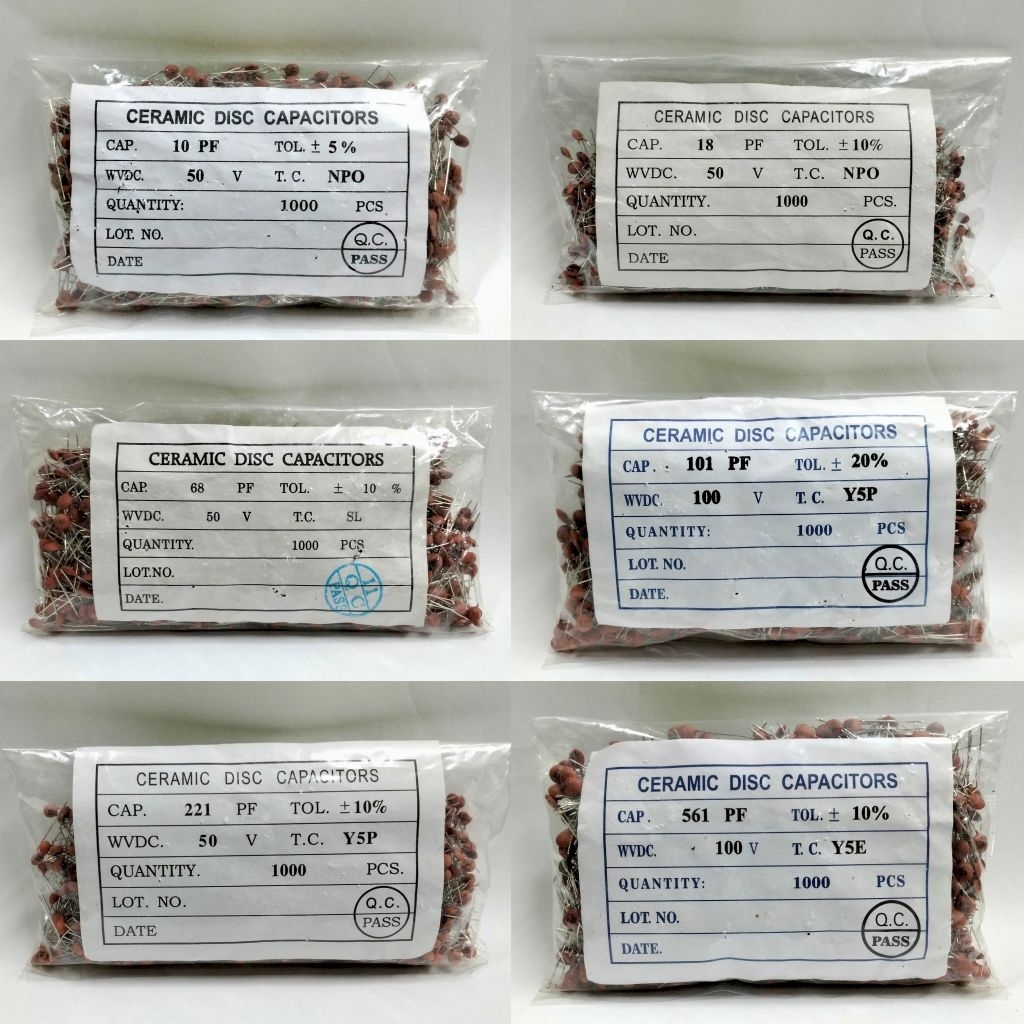 CERAMIC DISC CAPACITORS
CAP. 10 PF TOL. ± 5 %
WVDC. 50 V T. C. NPO
QUANTITY: 1000 PCS.
LOT. NO.
DATE
Q.C.
PASS
CERAMIC DISC CAPACITORS
CAP. 18 PF TOL. ±10%
WVDC. 50 V T. C. NPO
QUANTITY. 1000 PCS.
LOT. NO.
DATE
Q.C.
PASS
CERAMIC DISC CAPACITORS
CAP. 68 PF TOL. ± 10 %
WVDC. 50 V T.C. SL
QUANTITY. 1000 PCS
LOT.NO.
DATE.
11
Q C
PASS
CERAMIC DISC CAPACITORS
CAP. 101 PF TOL. ± 20%
WVDC. 100 V T. C. Y5P
QUANTITY: 1000 PCS
LOT. NO.
DATE.
Q.C.
PASS
CERAMIC DISC CAPACITORS
CAP. 221 PF TOL. ±10%
WVDC. 50 V T.C. Y5P
QUANTITY. 1000 PCS.
LOT. NO.
DATE
Q.C.
PASS
CERAMIC DISC CAPACITORS
CAP. 561 PF TOL. ± 10%
WVDC. 100 V T. C. Y5E
QUANTITY: 1000 PCS
LOT. NO.
DATE.
Q.C.
PASS